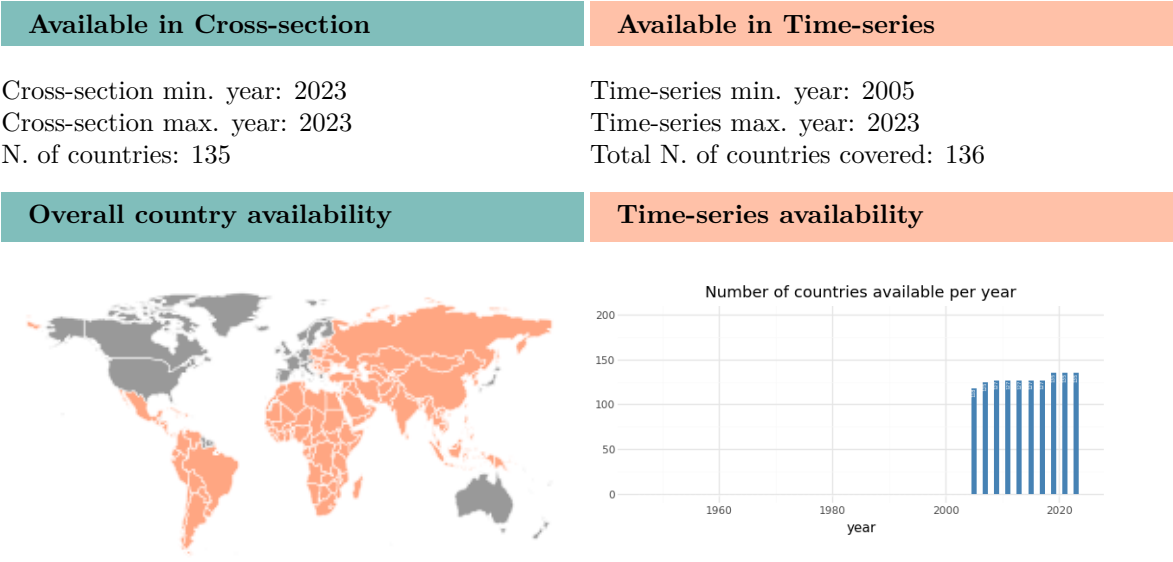 Available in Cross-section
Available in Time-series
Cross-section min. year: 2023
Cross-section max. year: 2023
N. of countries: 135
Time-series min. year: 2005
Time-series max. year: 2023
Total N. of countries covered: 136
Overall country availability
Time-series availability
Number of countries available per year
200
150
100
50
0
1960
1980
2000
2020
year